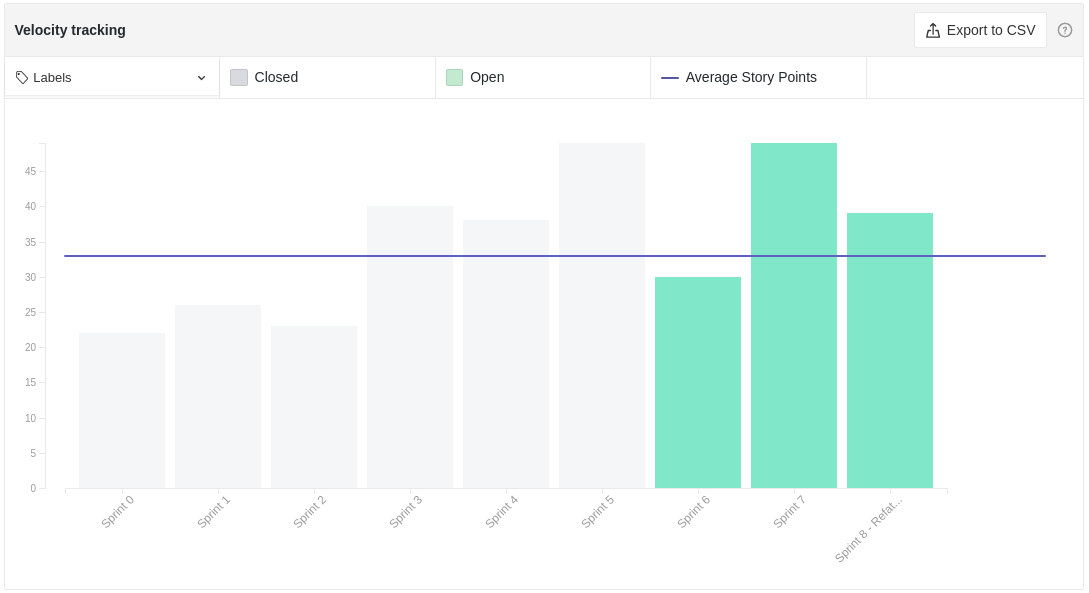 Velocity tracking
Export to CSV
?
Labels
Closed
Open
Average Story Points
45
40
35
30
25
20
15
10
5
0
Sprint 0
Sprint 1
Sprint 2
Sprint 3
Sprint 4
Sprint 5
Sprint 6
Sprint 7
Sprint 8 - Refat...